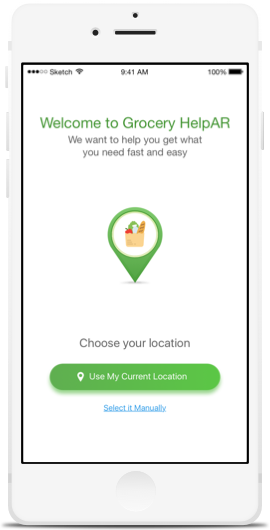 Sketch 9:41 AM 100%
Welcome to Grocery HelpAR
We want to help you get what
you need fast and easy
Choose your location
Use My Current Location
Select it Manually